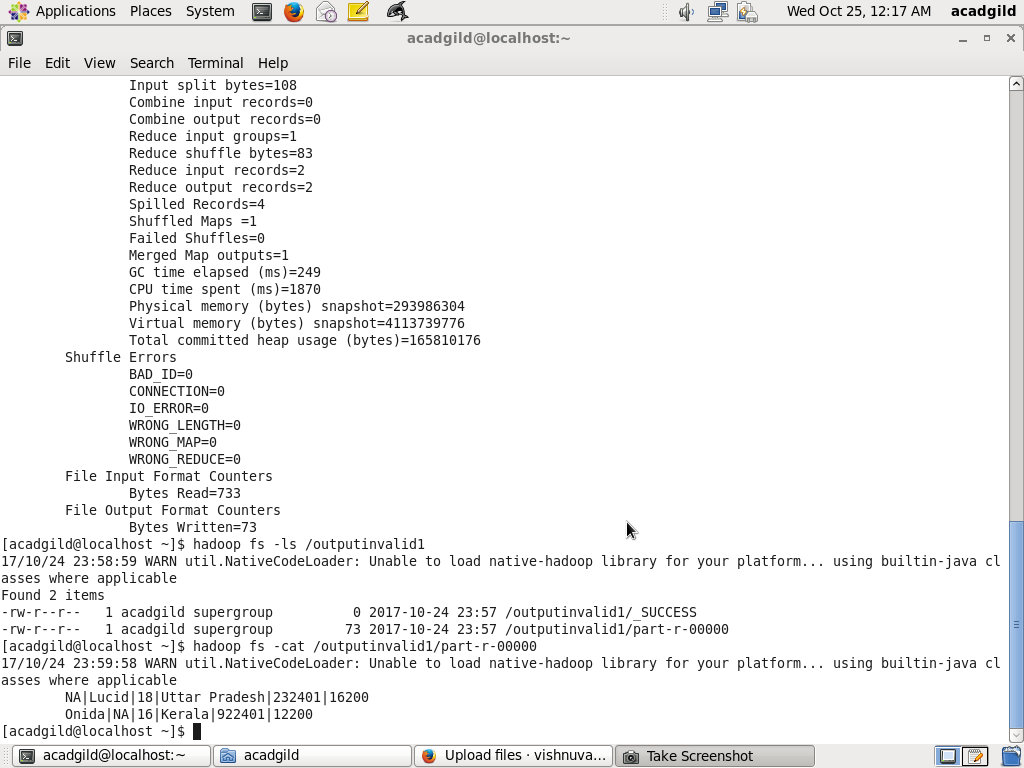 Applications Places System Wed Oct 25, 12:17 AM acadgild
acadgild@localhost:~
File Edit View Search Terminal Help
Input split bytes=108
Combine input records=0
Combine output records=0
Reduce input groups=1
Reduce shuffle bytes=83
Reduce input records=2
Reduce output records=2
Spilled Records=4
Shuffled Maps =1
Failed Shuffles=0
Merged Map outputs=1
GC time elapsed (ms)=249
CPU time spent (ms)=1870
Physical memory (bytes) snapshot=293986304
Virtual memory (bytes) snapshot=4113739776
Total committed heap usage (bytes)=165810176
Shuffle Errors
BAD_ID=0
CONNECTION=0
IO_ERROR=0
WRONG_LENGTH=0
WRONG_MAP=0
WRONG_REDUCE=0
File Input Format Counters
Bytes Read=733
File Output Format Counters
Bytes Written=73
[acadgild@localhost ~]$ hadoop fs -ls /outputinvalid1
17/10/24 23:58:59 WARN util.NativeCodeLoader: Unable to load native-hadoop library for your platform... using builtin-java cl
asses where applicable
Found 2 items
-rw-r--r--   1 acadgild supergroup          0 2017-10-24 23:57 /outputinvalid1/_SUCCESS
-rw-r--r--   1 acadgild supergroup         73 2017-10-24 23:57 /outputinvalid1/part-r-00000
[acadgild@localhost ~]$ hadoop fs -cat /outputinvalid1/part-r-00000
17/10/24 23:59:58 WARN util.NativeCodeLoader: Unable to load native-hadoop library for your platform... using builtin-java cl
asses where applicable
NA|Lucid|18|Uttar Pradesh|232401|16200
Onida|NA|16|Kerala|922401|12200
[acadgild@localhost ~]$
acadgild@localhost:~ acadgild Upload files · vishnuva... Take Screenshot